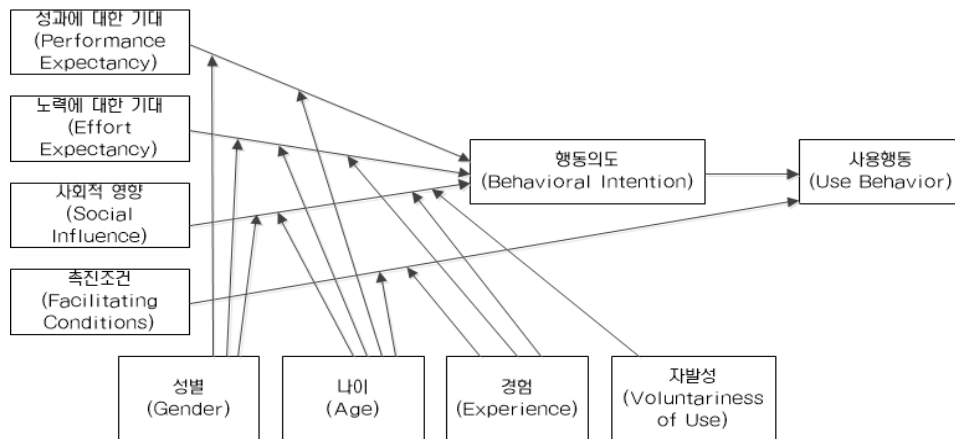 성과에 대한 기대
(Performance
Expectancy)
노력에 대한 기대
(Effort
Expectancy)
사회적 영향
(Social
Influence)
촉진조건
(Facilitating
Conditions)
행동의도
(Behavioral Intention)
사용행동
(Use Behavior)
성별
(Gender)
나이
(Age)
경험
(Experience)
자발성
(Voluntariness
of Use)